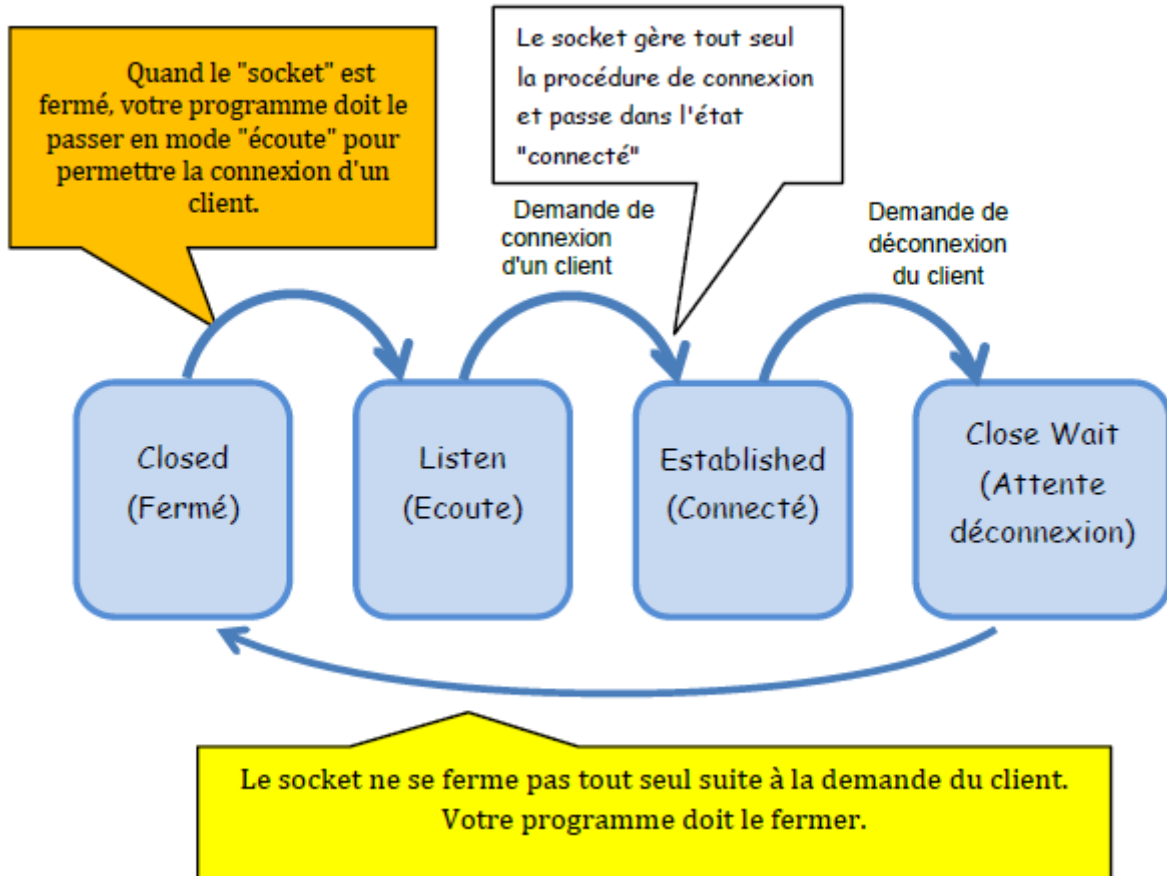 Quand le "socket" est
fermé, votre programme doit le
passer en mode "écoute" pour
permettre la connexion d'un
client.
Le socket gère tout seul
la procédure de connexion
et passe dans l'état
"connecté"
Demande de
connexion
d'un client
Demande de
déconnexion
du client
Closed
(Fermé)
Listen
(Ecoute)
Established
(Connecté)
Close Wait
(Attente
déconnexion)
Le socket ne se ferme pas tout seul suite à la demande du client.
Votre programme doit le fermer.